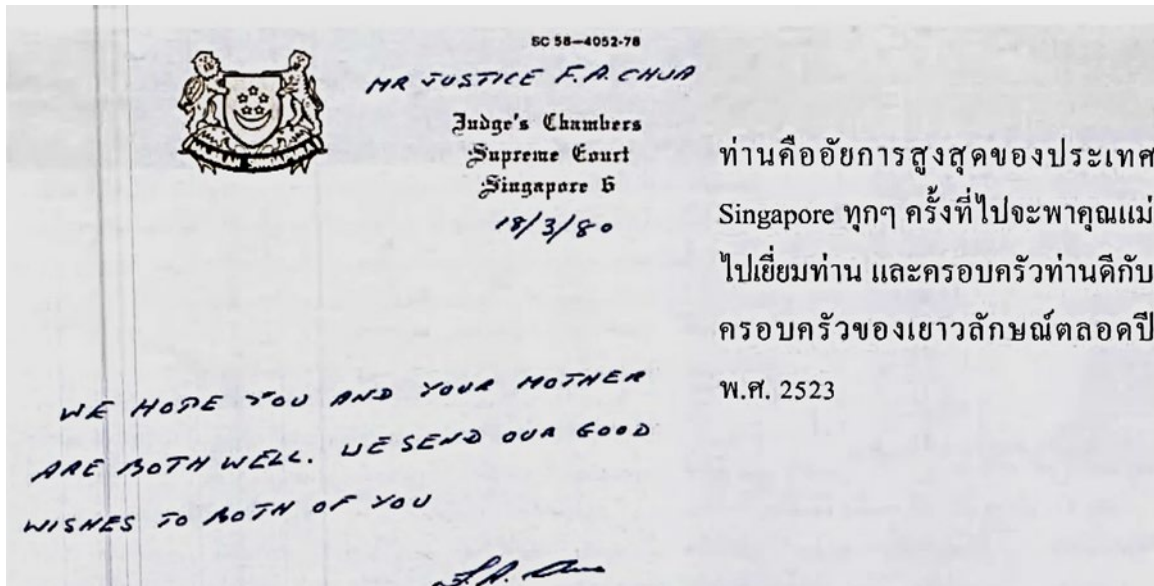 SC 58—4052-78
MR JUSTICE F.A. CHUA
Judge's Chambers
Supreme Court
Singapore 6
18/3/80
WE HOPE YOU AND YOUR MOTHER
ARE BOTH WELL. WE SEND OUR GOOD
WISHES TO BOTH OF YOU
F.A. Chua
ท่านคืออัยการสูงสุดของประเทศ
Singapore ทุกๆ ครั้งที่ไปจะพาคุณแม่
ไปเยี่ยมท่าน และครอบครัวท่านดีกับ
ครอบครัวของเยาวลักษณ์ตลอดปี
พ.ศ. 2523